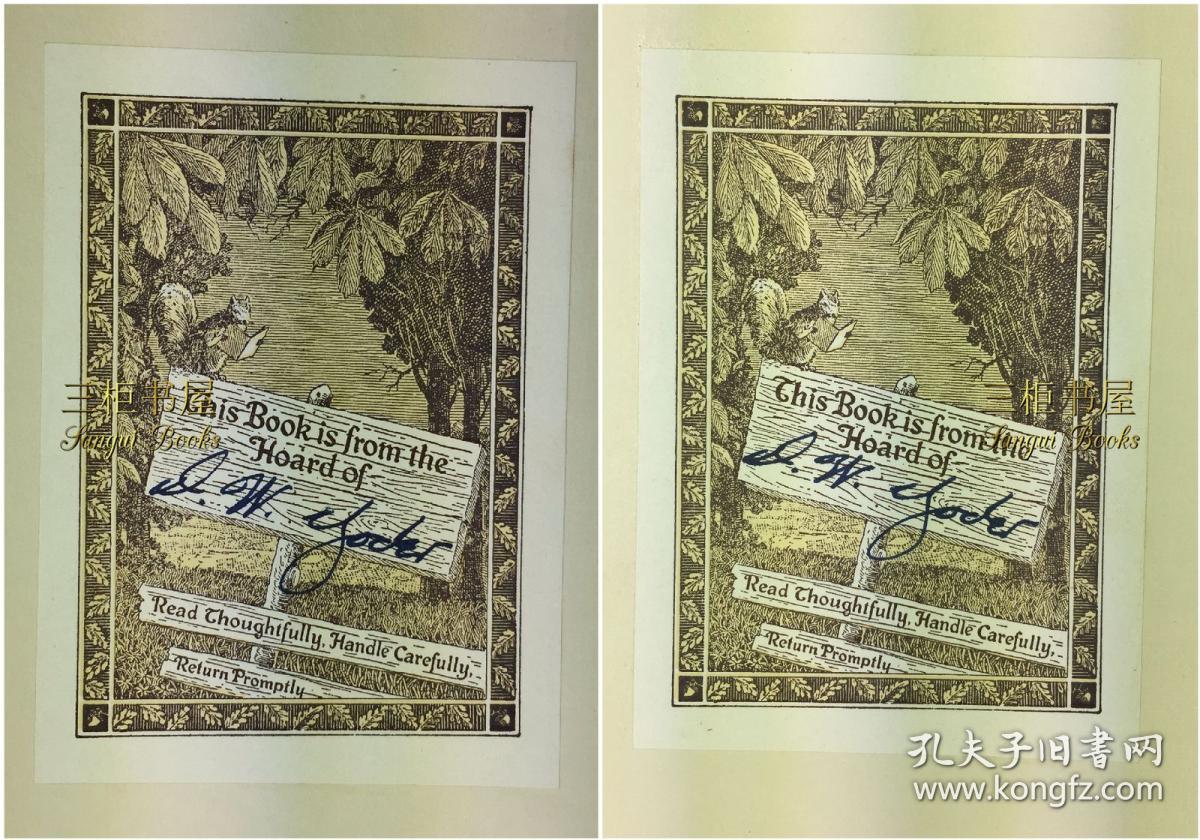 This Book is from the
Hoard of
D. W. Yoder
Read Thoughtfully, Handle Carefully,
Return Promptly
三柜书屋
Sangui Books
This Book is from the
Hoard of
D. W. Yoder
Read Thoughtfully, Handle Carefully,
Return Promptly
三柜书屋
Sangui Books
孔夫子旧书网
www.kongfz.com